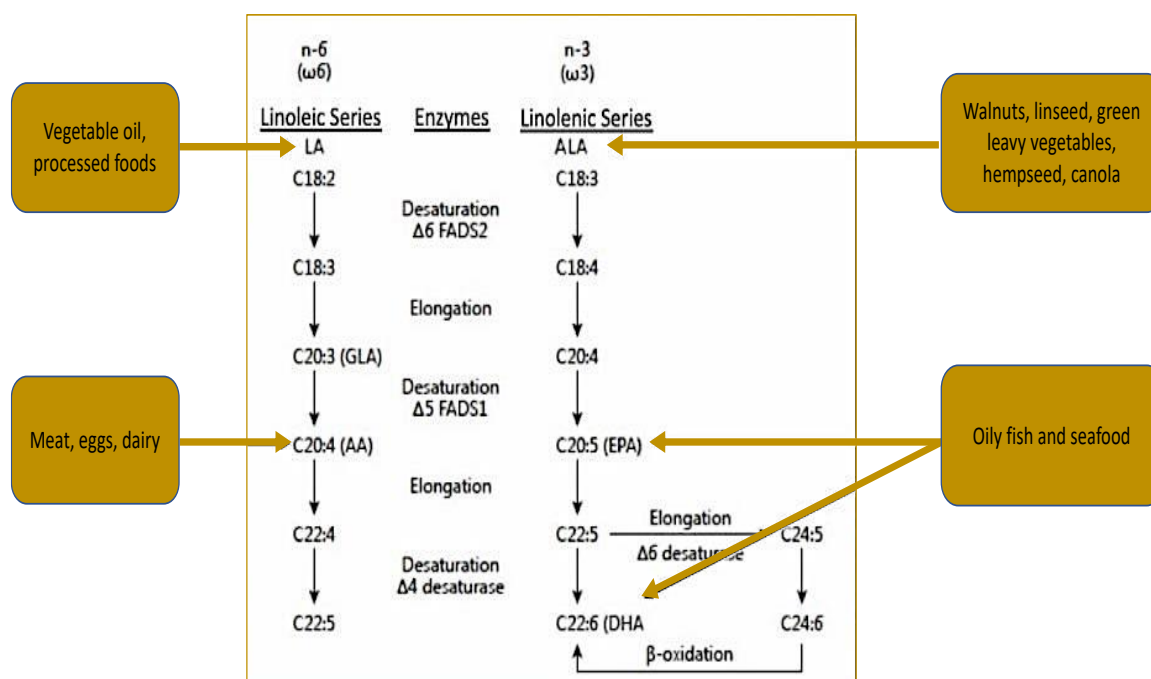 n-6
(ω6)
n-3
(ω3)
Linoleic Series
Enzymes
Linolenic Series
Vegetable oil,
processed foods
LA
ALA
Walnuts, linseed, green
leavy vegetables,
hempseed, canola
C18:2
C18:3
Desaturation
Δ6 FADS2
C18:3
C18:4
Elongation
C20:3 (GLA)
C20:4
Desaturation
Δ5 FADS1
Meat, eggs, dairy
C20:4 (AA)
C20:5 (EPA)
Oily fish and seafood
Elongation
C22:4
C22:5
Elongation
Δ6 desaturase
C24:5
Desaturation
Δ4 desaturase
C22:5
C22:6 (DHA
C24:6
β-oxidation